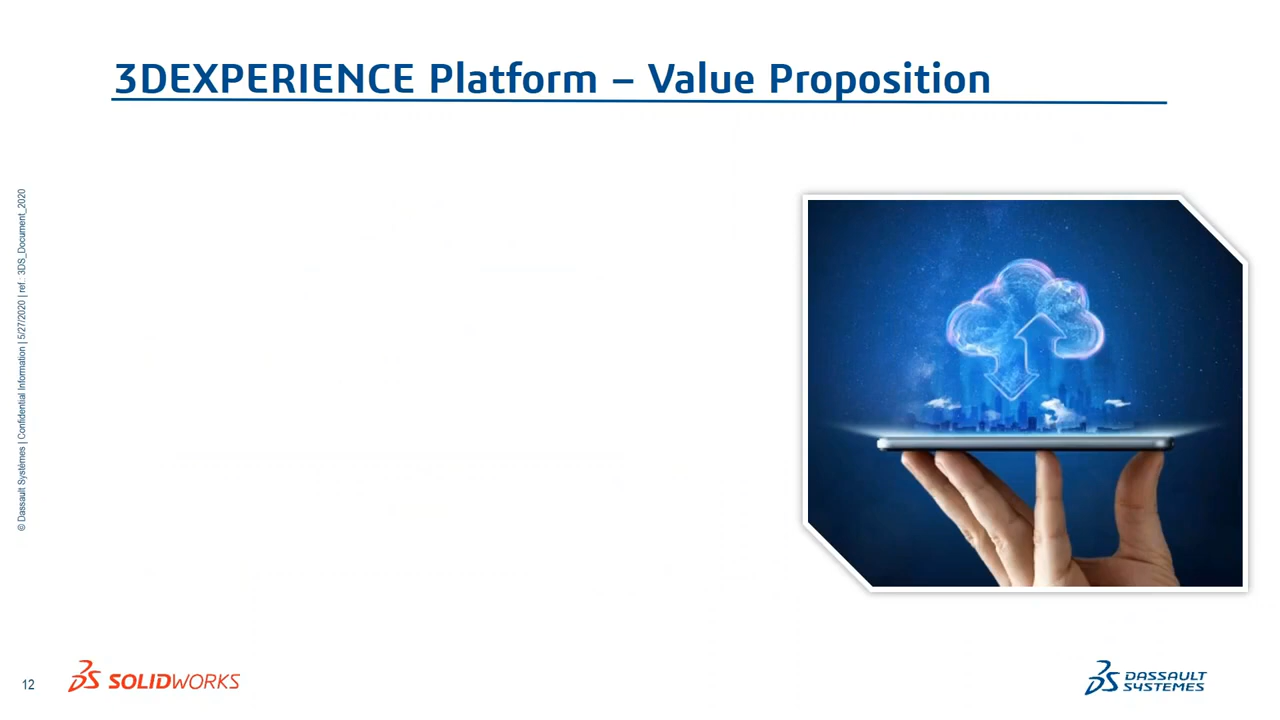 3DEXPERIENCE Platform – Value Proposition
© Dassault Systèmes | Confidential Information | 5/27/2020 | ref.: 3DS_Document_2020
12
SOLIDWORKS
DASSAULT
SYSTEMES